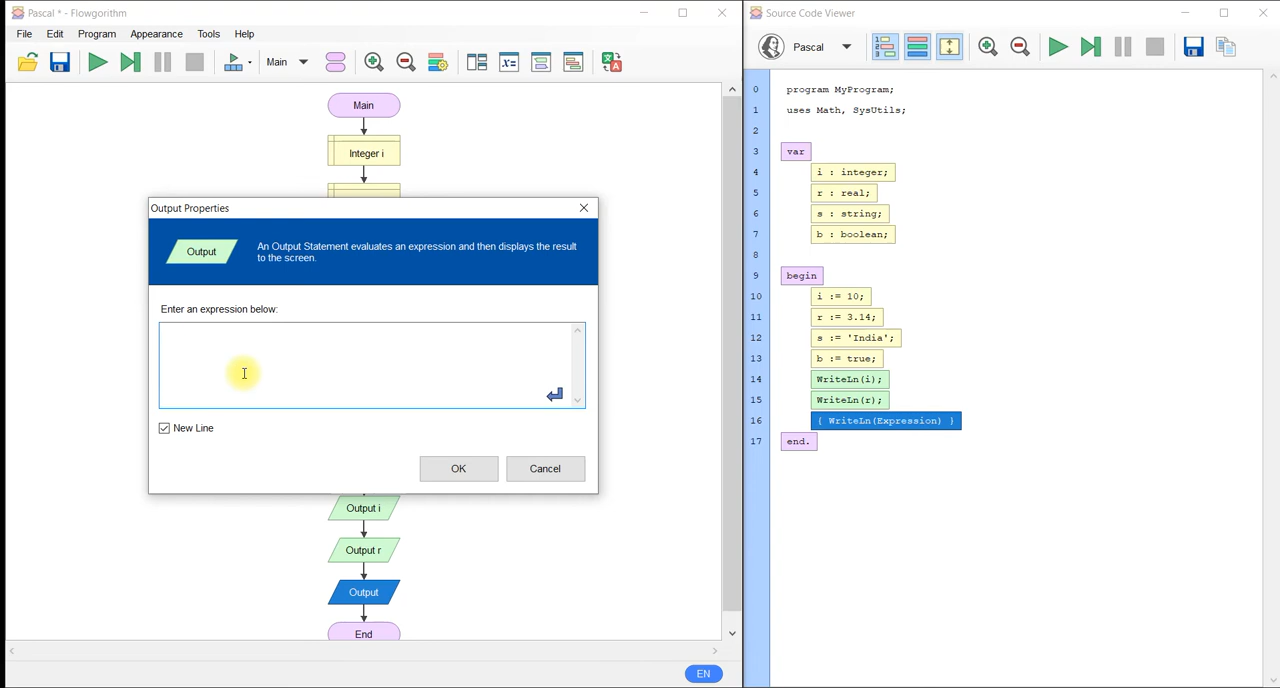 Pascal * - Flowgorithm
File Edit Program Appearance Tools Help
Main
Main
Integer i
Output Properties
Output
An Output Statement evaluates an expression and then displays the result
to the screen.
Enter an expression below:
New Line
OK Cancel
Output i
Output r
Output
End
EN
Source Code Viewer
Pascal
0 program MyProgram;
1 uses Math, SysUtils;
2
3 var
4 i : integer;
5 r : real;
6 s : string;
7 b : boolean;
8
9 begin
10 i := 10;
11 r := 3.14;
12 s := 'India';
13 b := true;
14 WriteLn(i);
15 WriteLn(r);
16 { WriteLn(Expression) }
17 end.